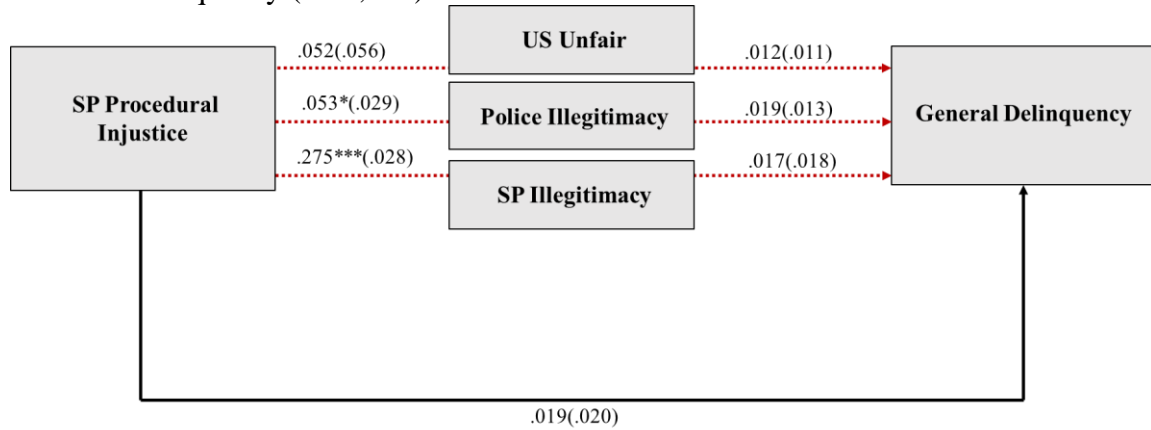 US Unfair
.052(.056)
.012(.011)
SP Procedural
Injustice
.053*(.029)
Police Illegitimacy
.019(.013)
General Delinquency
.275***(.028)
.017(.018)
SP Illegitimacy
.019(.020)